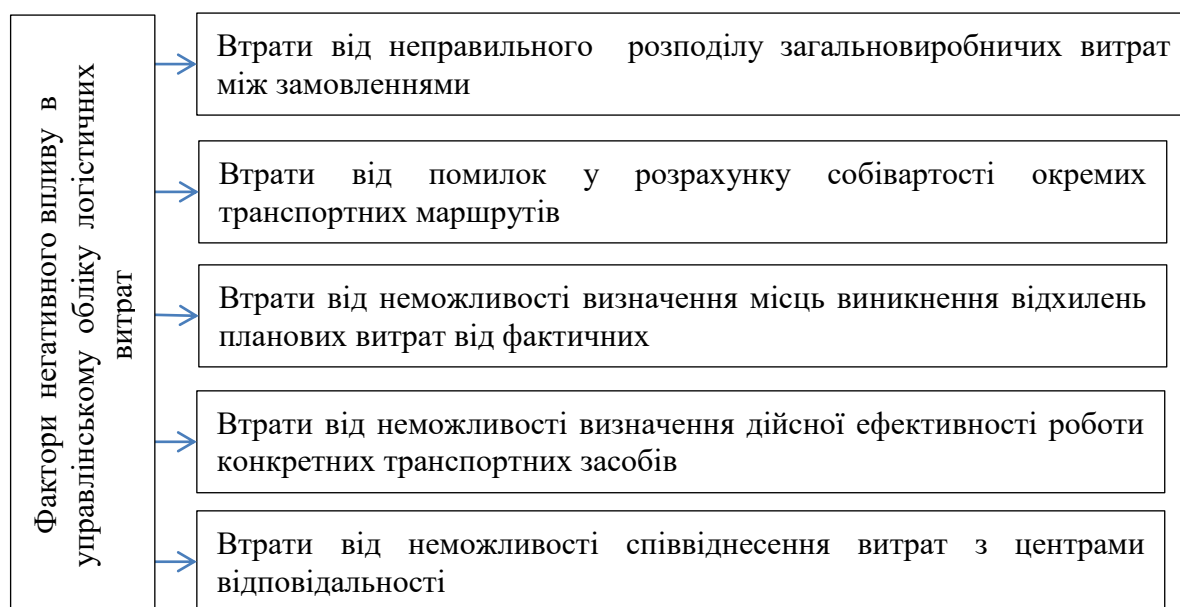 Фактори негативного впливу в
управлінському обліку логістичних
витрат
Втрати від неправильного розподілу загальновиробничих витрат
між замовленнями
Втрати від помилок у розрахунку собівартості окремих
транспортних маршрутів
Втрати від неможливості визначення місць виникнення відхилень
планових витрат від фактичних
Втрати від неможливості визначення дійсної ефективності роботи
конкретних транспортних засобів
Втрати від неможливості співвіднесення витрат з центрами
відповідальності